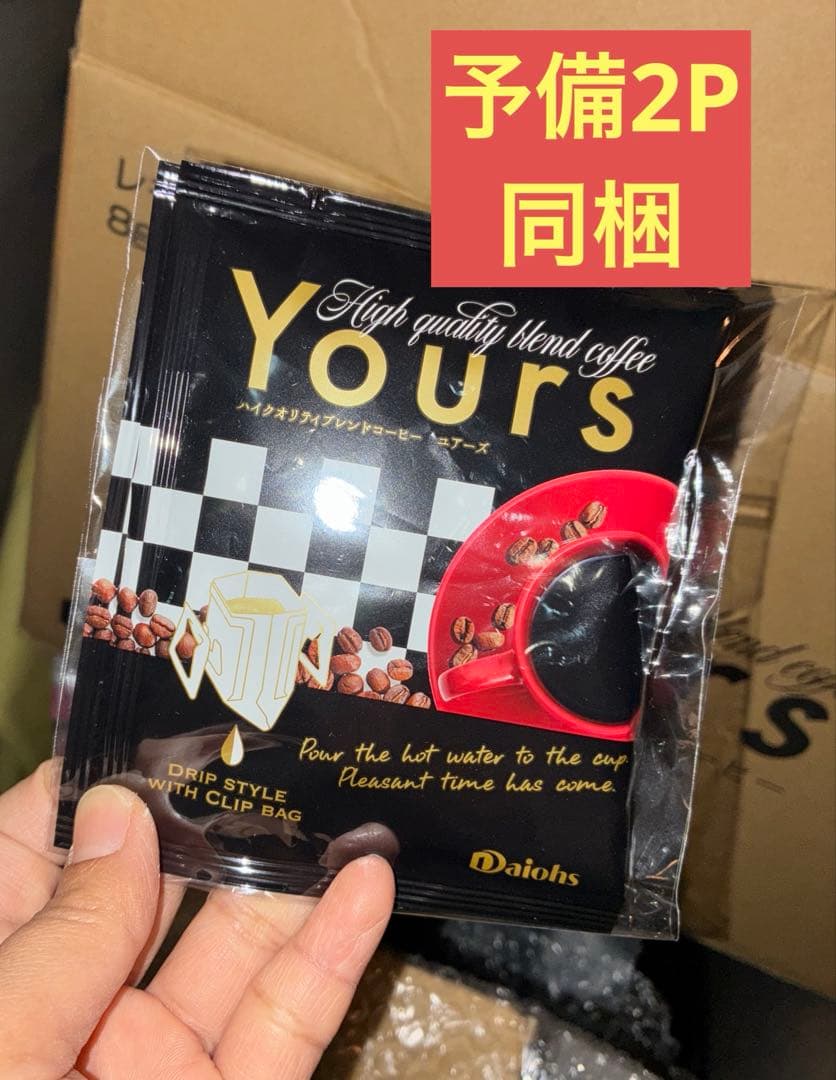 予備2P
同梱
High quality blend coffee
Yours
ハイクオリティブレンドコーヒー ユアーズ
Pour the hot water to the cup.
Pleasant time has come.
DRIP STYLE
WITH CLIP BAG
Daiohs